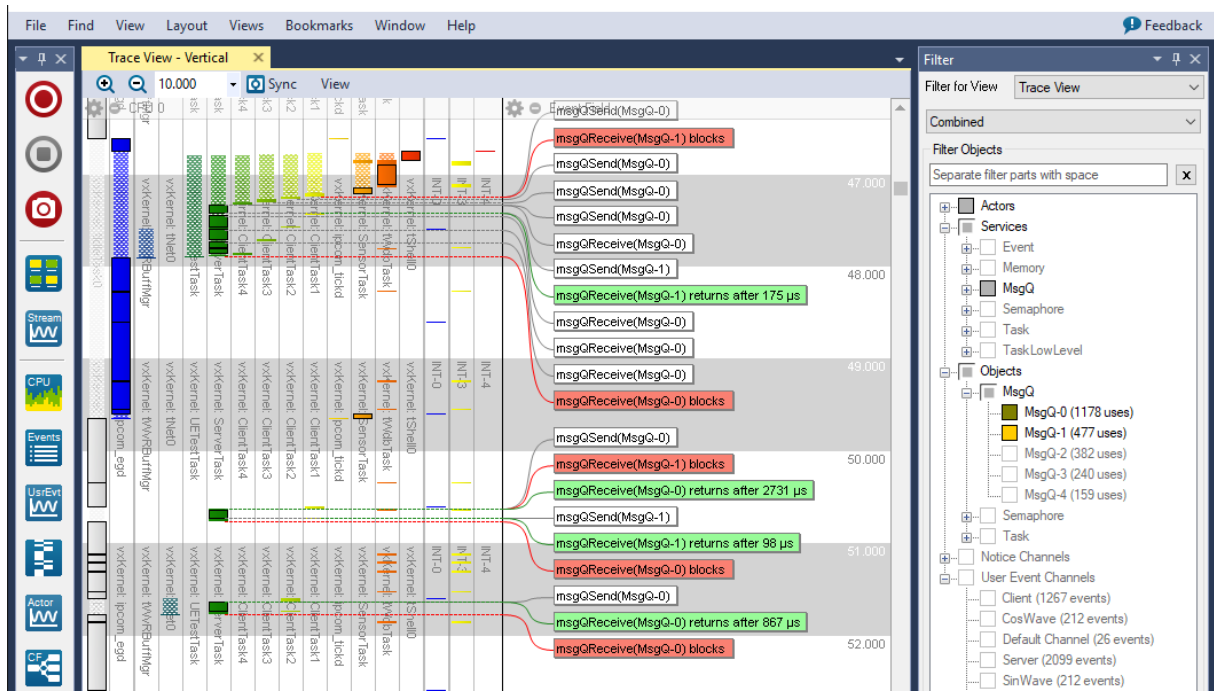 File Find View Layout Views Bookmarks Window Help
Feedback
Trace View - Vertical
10.000
Sync
View
CPU 0
Event Field
msgQSend(MsgQ-0)
msgQReceive(MsgQ-1) blocks
msgQSend(MsgQ-0)
msgQSend(MsgQ-0)
msgQSend(MsgQ-0)
msgQReceive(MsgQ-0)
msgQSend(MsgQ-1)
msgQReceive(MsgQ-1) returns after 175 µs
msgQReceive(MsgQ-0)
msgQReceive(MsgQ-0)
msgQReceive(MsgQ-0)
msgQReceive(MsgQ-0) blocks
msgQSend(MsgQ-0)
msgQReceive(MsgQ-1) blocks
msgQReceive(MsgQ-0) returns after 2731 µs
msgQSend(MsgQ-1)
msgQReceive(MsgQ-1) returns after 98 µs
msgQReceive(MsgQ-0) blocks
msgQSend(MsgQ-0)
msgQReceive(MsgQ-0) returns after 867 µs
msgQReceive(MsgQ-0) blocks
47.000
48.000
49.000
50.000
51.000
52.000
vxKernel: ipcom_egd
vxKernel: tVVvRBuffMgr
vxKernel: tNet0
vxKernel: UETestTask
vxKernel: ServerTask
vxKernel: ClientTask4
vxKernel: ClientTask3
vxKernel: ClientTask2
vxKernel: ClientTask1
vxKernel: ipcom_tickd
vxKernel: SensorTask
vxKernel: tWdbTask
vxKernel: tShell0
INT-0
INT-3
INT-4
Stream
CPU
Events
UsrEvt
Actor
CF
Filter
Filter for View
Trace View
Combined
Filter Objects
Separate filter parts with space
x
Actors
Services
Event
Memory
MsgQ
Semaphore
Task
TaskLowLevel
Objects
MsgQ
MsgQ-0 (1178 uses)
MsgQ-1 (477 uses)
MsgQ-2 (382 uses)
MsgQ-3 (240 uses)
MsgQ-4 (159 uses)
Semaphore
Task
Notice Channels
User Event Channels
Client (1267 events)
CosWave (212 events)
Default Channel (26 events)
Server (2099 events)
SinWave (212 events)